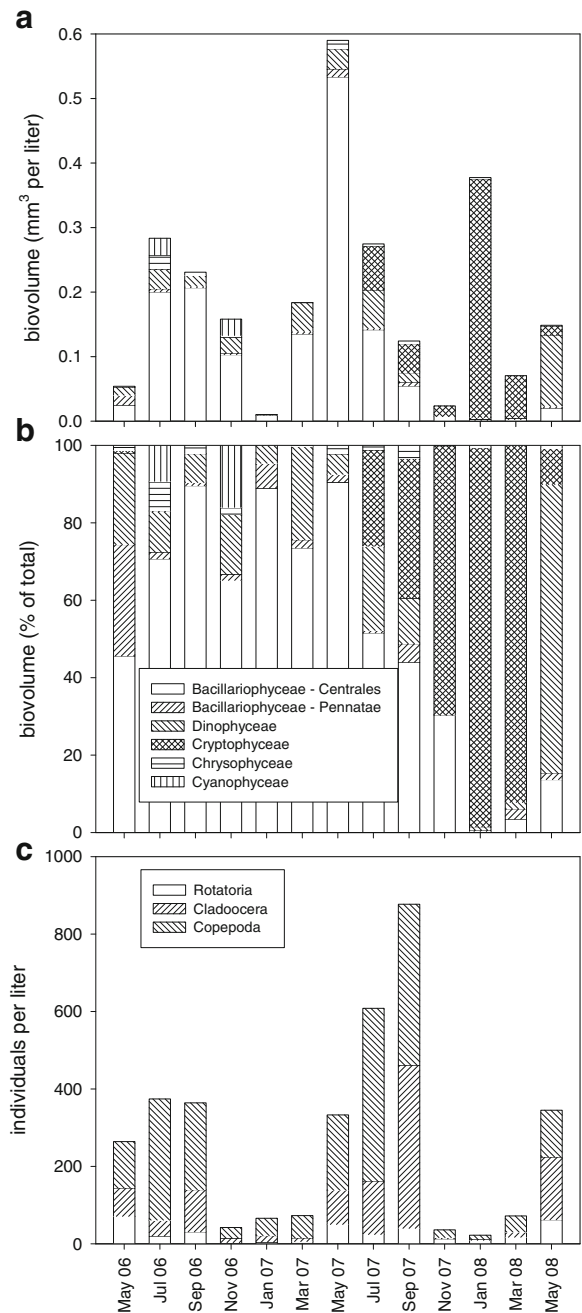 a
0.6
0.5
0.4
0.3
0.2
0.1
0.0
biovolume (mm³ per liter)
b
100
80
60
40
20
0
biovolume (% of total)
Bacillariophyceae - Centrales
Bacillariophyceae - Pennatae
Dinophyceae
Cryptophyceae
Chrysophyceae
Cyanophyceae
c
1000
800
600
400
200
0
individuals per liter
Rotatoria
Cladoocera
Copepoda
May 06
Jul 06
Sep 06
Nov 06
Jan 07
Mar 07
May 07
Jul 07
Sep 07
Nov 07
Jan 08
Mar 08
May 08